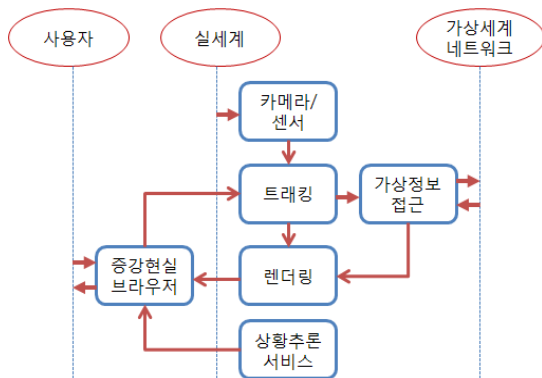 사용자
실세계
가상세계
네트워크
카메라/
센서
트래킹
가상정보
접근
증강현실
브라우저
렌더링
상황추론
서비스